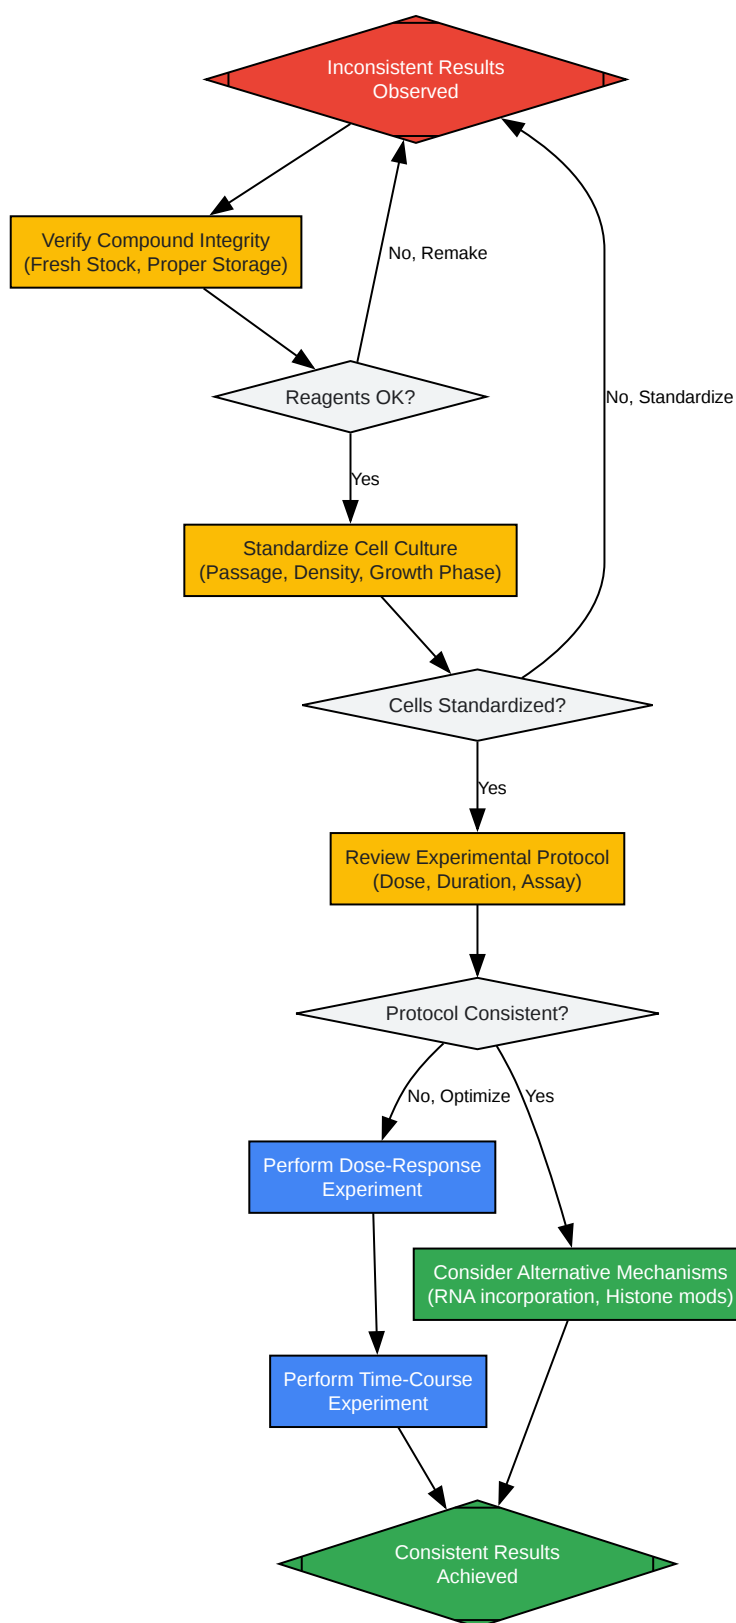 Inconsistent Results
Observed
Verify Compound Integrity
(Fresh Stock, Proper Storage)
No, Remake
Reagents OK?
No, Standardize
Yes
Standardize Cell Culture
(Passage, Density, Growth Phase)
Cells Standardized?
Yes
Review Experimental Protocol
(Dose, Duration, Assay)
Protocol Consistent?
No, Optimize
Yes
Perform Dose-Response
Experiment
Consider Alternative Mechanisms
(RNA incorporation, Histone mods)
Perform Time-Course
Experiment
Consistent Results
Achieved